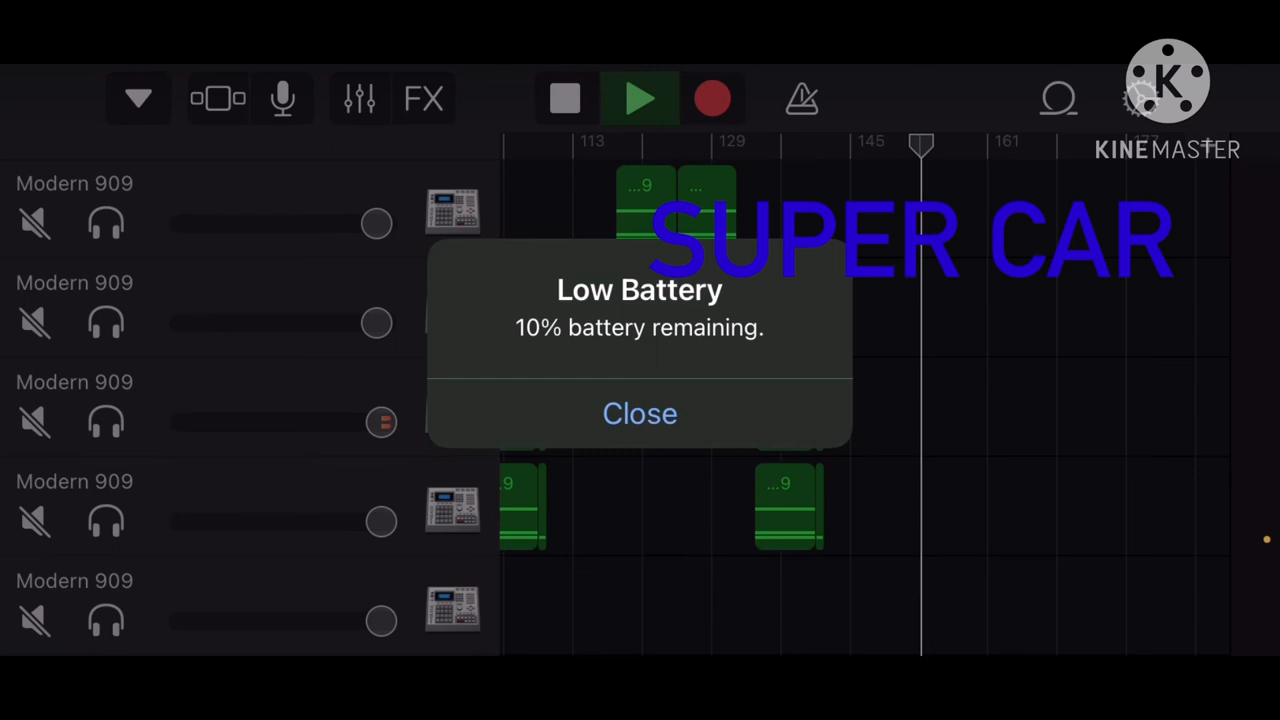 FX
113
129
145
161
177
K
KINEMASTER
Modern 909
...9
...
SUPER CAR
Modern 909
Low Battery
10% battery remaining.
Modern 909
Close
Modern 909
.9
...9
Modern 909